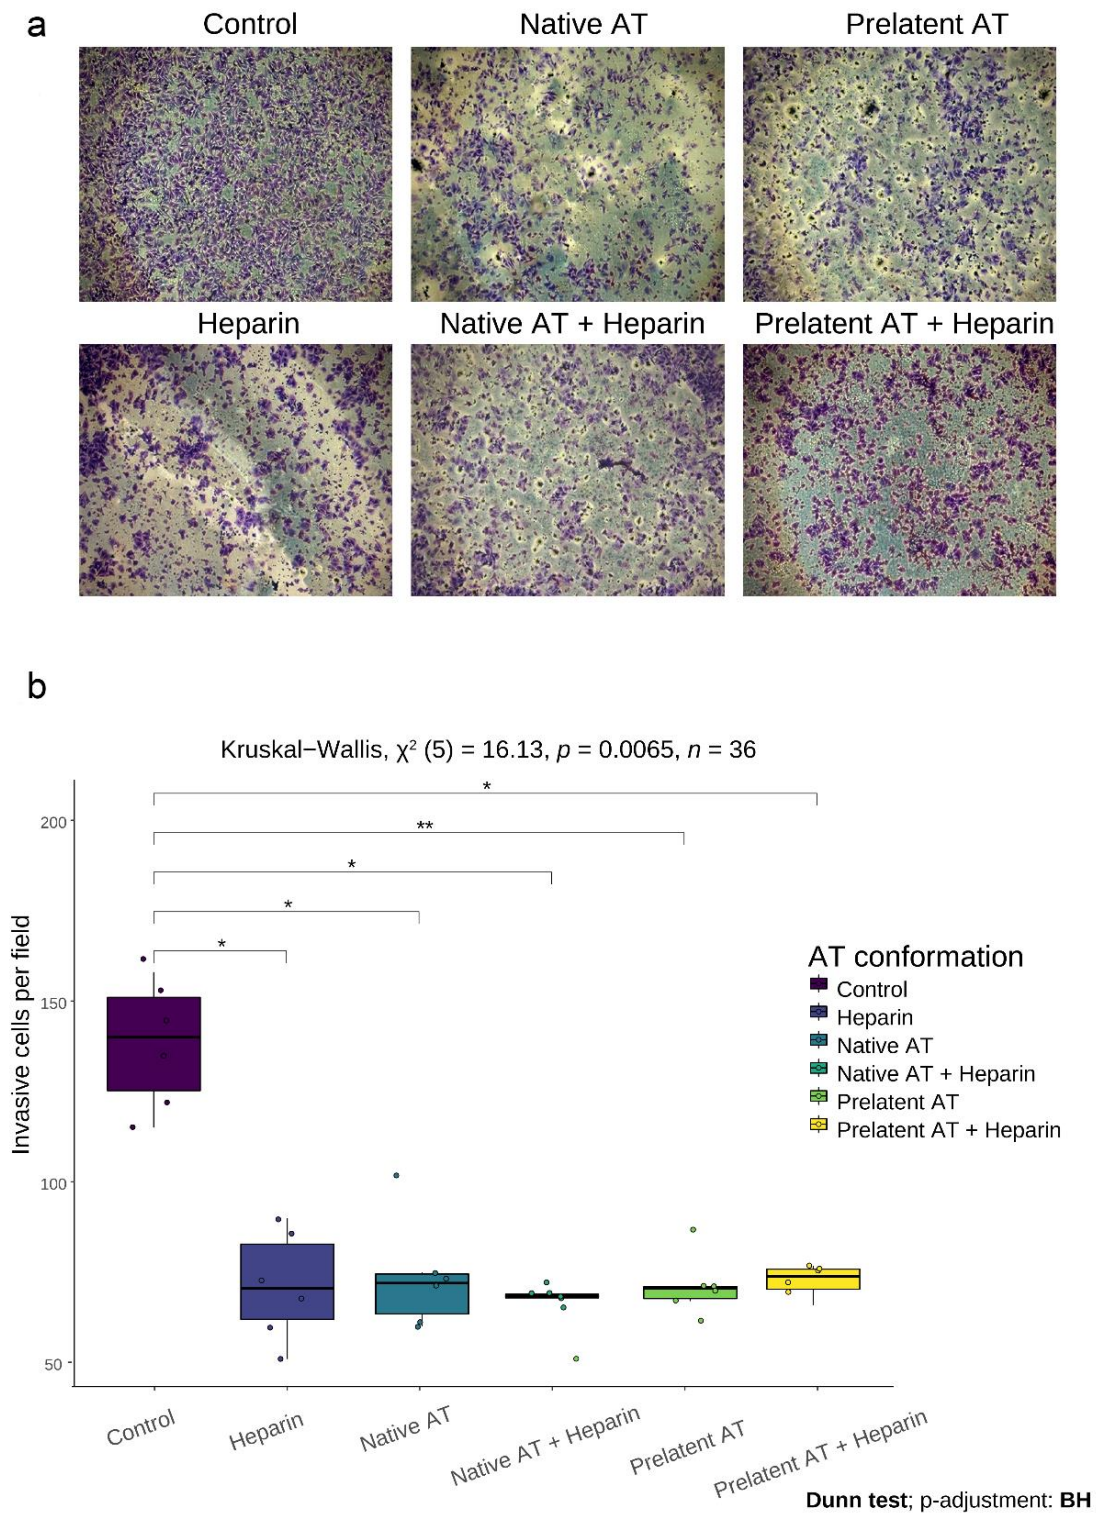 a
Control
Native AT
Prelatent AT
Heparin
Native AT + Heparin
Prelatent AT + Heparin
b
Kruskal−Wallis, χ² (5) = 16.13, p = 0.0065, n = 36
*
**
*
*
*
200
150
100
50
Invasive cells per field
AT conformation
Control
Heparin
Native AT
Native AT + Heparin
Prelatent AT
Prelatent AT + Heparin
Control
Heparin
Native AT
Native AT + Heparin
Prelatent AT
Prelatent AT + Heparin
Dunn test; p-adjustment: BH